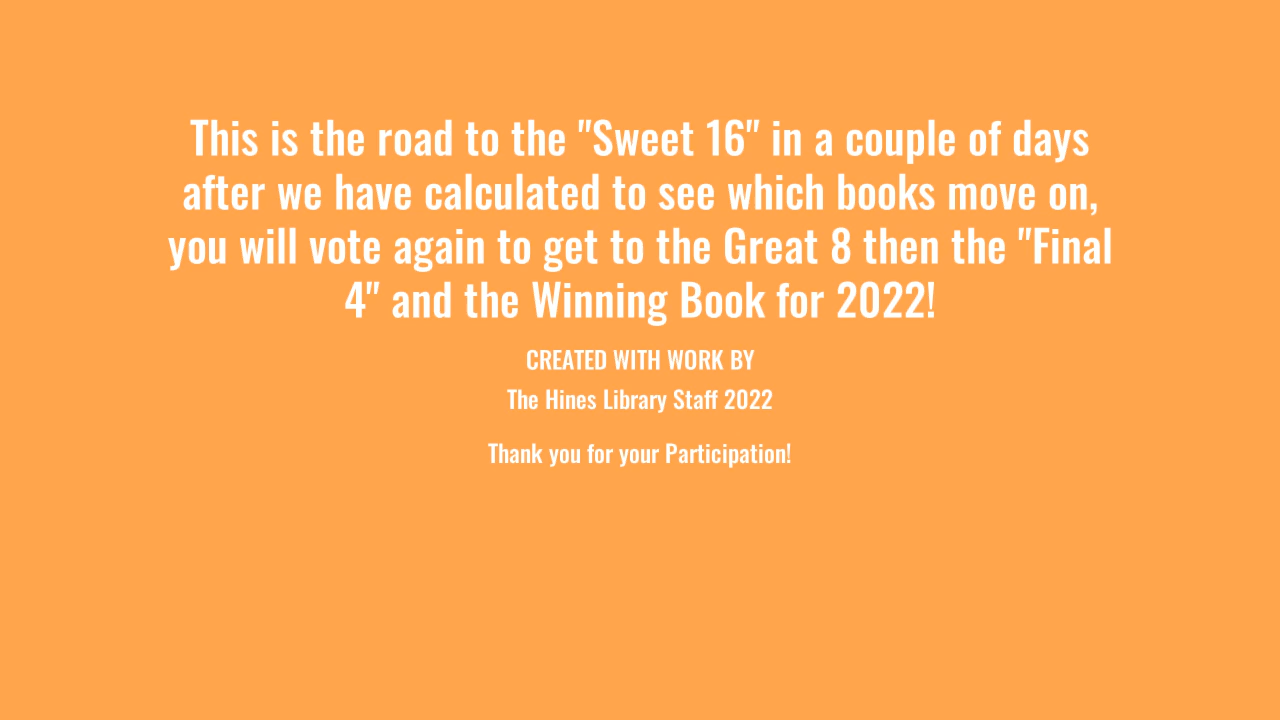 This is the road to the "Sweet 16" in a couple of days
after we have calculated to see which books move on,
you will vote again to get to the Great 8 then the "Final
4" and the Winning Book for 2022!
CREATED WITH WORK BY
The Hines Library Staff 2022
Thank you for your Participation!